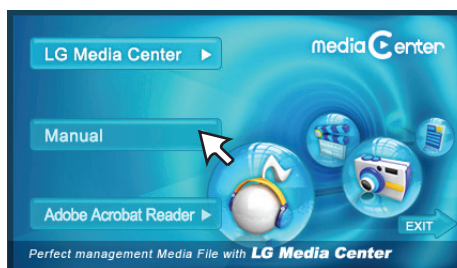 LG Media Center
media Center
Manual
Adobe Acrobat Reader
EXIT
Perfect management Media File with LG Media Center